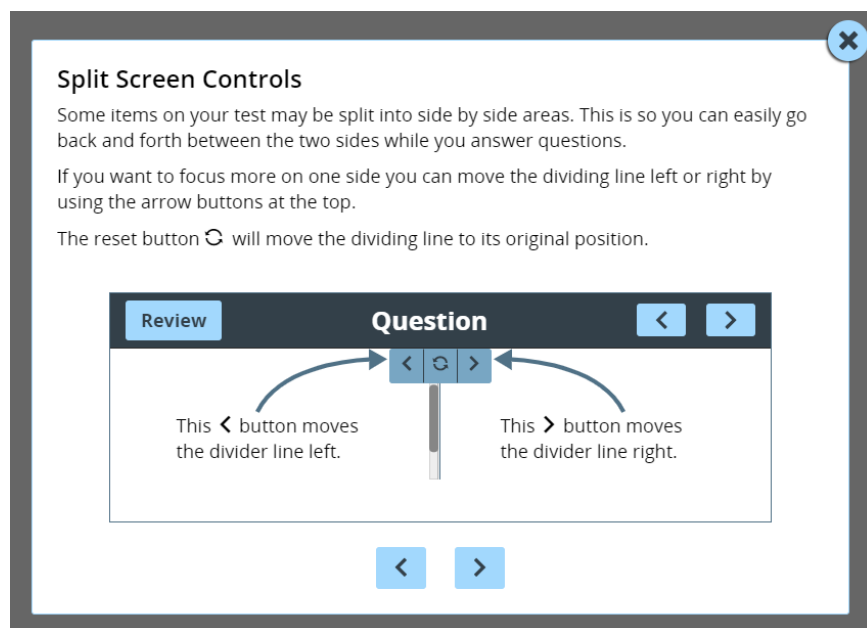 Split Screen Controls
Some items on your test may be split into side by side areas. This is so you can easily go
back and forth between the two sides while you answer questions.
If you want to focus more on one side you can move the dividing line left or right by
using the arrow buttons at the top.
The reset button will move the dividing line to its original position.
Review
Question
This < button moves
the divider line left.
This > button moves
the divider line right.